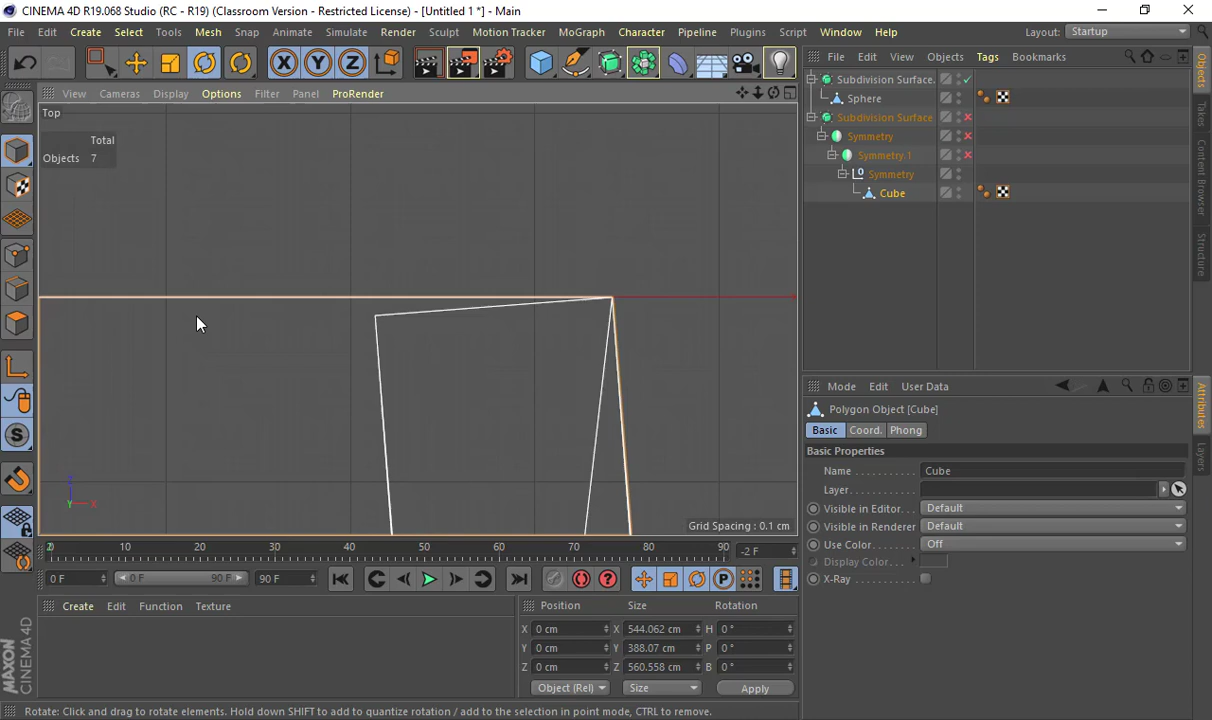 CINEMA 4D R19.068 Studio (RC - R19) (Classroom Version - Restricted License) - [Untitled 1 *] - Main
File Edit Create Select Tools Mesh Snap Animate Simulate Render Sculpt Motion Tracker MoGraph Character Pipeline Plugins Script Window Help Layout: Startup
X Y Z
File Edit View Objects Tags Bookmarks
View Cameras Display Options Filter Panel ProRender
Top
Total
Objects 7
Subdivision Surface.
Sphere
Subdivision Surface
Symmetry
Symmetry.1
Symmetry
Cube
Objects
Takes
Content Browser
Structure
Mode Edit User Data
Polygon Object [Cube]
Basic Coord. Phong
Basic Properties
Name Cube
Layer
Visible in Editor Default
Visible in Renderer Default
Use Color Off
Display Color
X-Ray
Attributes
Layers
Z
Y X
Grid Spacing : 0.1 cm
0 10 20 30 40 50 60 70 80 90 -2 F
0 F 0 F 90 F 90 F
Create Edit Function Texture
Position Size Rotation
X 0 cm X 544.062 cm H 0 °
Y 0 cm Y 388.07 cm P 0 °
Z 0 cm Z 560.558 cm B 0 °
Object (Rel) Size Apply
MAXON
CINEMA 4D
Rotate: Click and drag to rotate elements. Hold down SHIFT to add to quantize rotation / add to the selection in point mode, CTRL to remove.